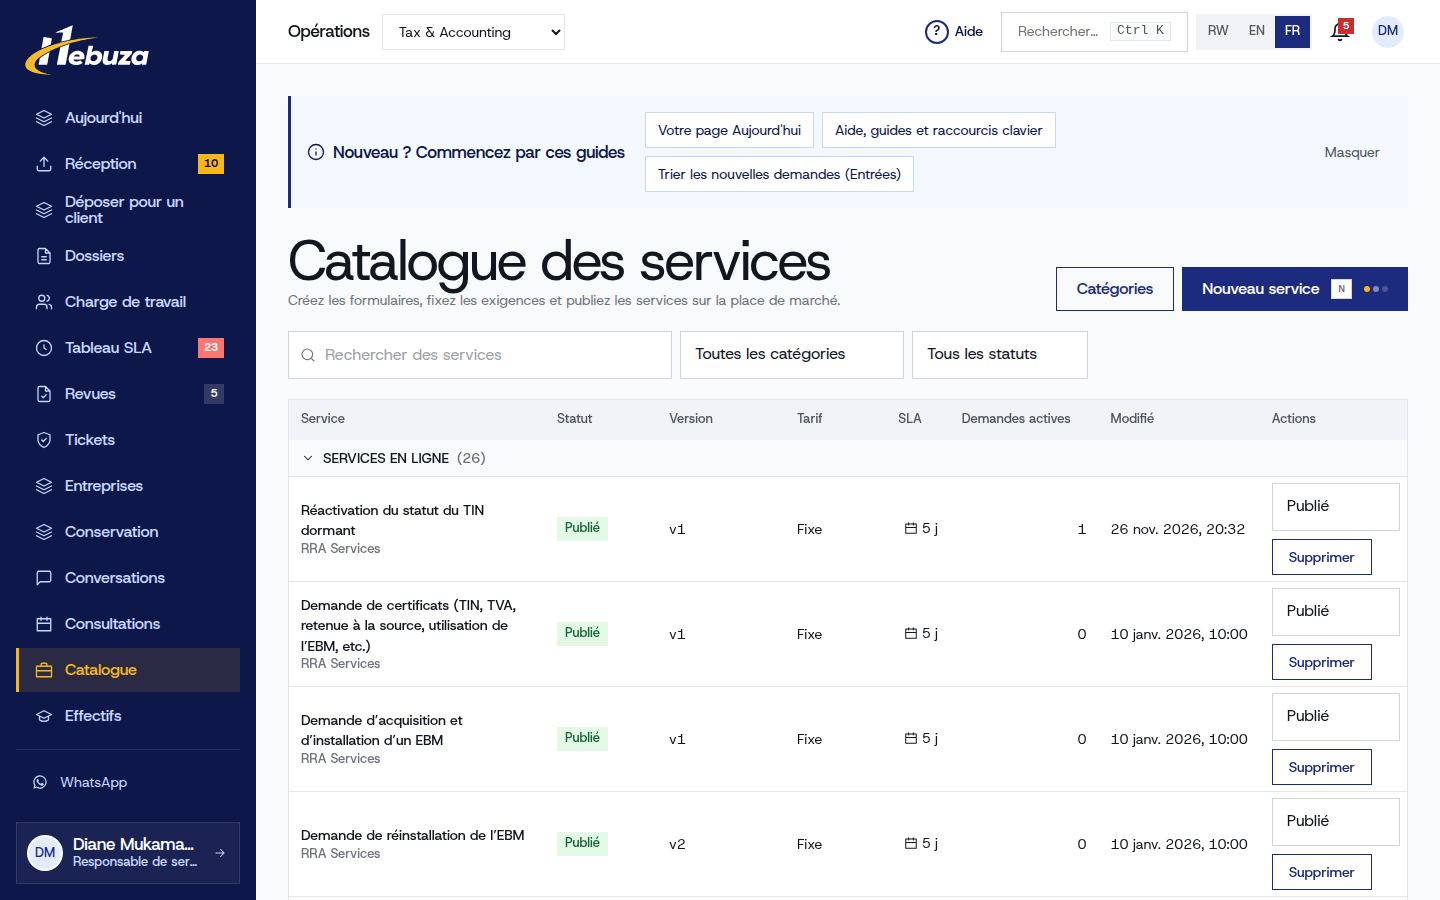 Hebuza
Opérations
Tax & Accounting
? Aide
Rechercher... Ctrl K
RW EN FR
5
DM
Aujourd'hui
Réception 10
Déposer pour un
client
Dossiers
Charge de travail
Tableau SLA 23
Revues 5
Tickets
Entreprises
Conservation
Conversations
Consultations
Catalogue
Effectifs
WhatsApp
DM
Diane Mukama...
Responsable de ser...
Nouveau ? Commencez par ces guides
Votre page Aujourd'hui
Aide, guides et raccourcis clavier
Trier les nouvelles demandes (Entrées)
Masquer
Catalogue des services
Créez les formulaires, fixez les exigences et publiez les services sur la place de marché.
Catégories
Nouveau service N
Rechercher des services
Toutes les catégories
Tous les statuts
Service Statut Version Tarif SLA Demandes actives Modifié Actions
SERVICES EN LIGNE (26)
Réactivation du statut du TIN
dormant
RRA Services
Publié v1 Fixe 5 j 1 26 nov. 2026, 20:32
Publié
Supprimer
Demande de certificats (TIN, TVA,
retenue à la source, utilisation de
l’EBM, etc.)
RRA Services
Publié v1 Fixe 5 j 0 10 janv. 2026, 10:00
Publié
Supprimer
Demande d’acquisition et
d’installation d’un EBM
RRA Services
Publié v1 Fixe 5 j 0 10 janv. 2026, 10:00
Publié
Supprimer
Demande de réinstallation de l’EBM
RRA Services
Publié v2 Fixe 5 j 0 10 janv. 2026, 10:00
Publié
Supprimer